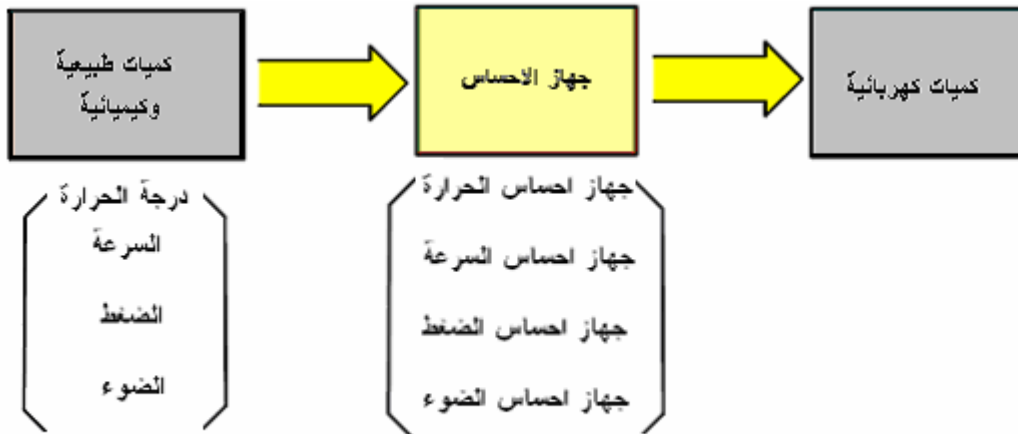 كميات طبيعية
وكيميائية
جهاز الاحساس
كميات كهربائية
درجة الحرارة
السرعة
الضغط
الضوء
جهاز احساس الحرارة
جهاز احساس السرعة
جهاز احساس الضغط
جهاز احساس الضوء